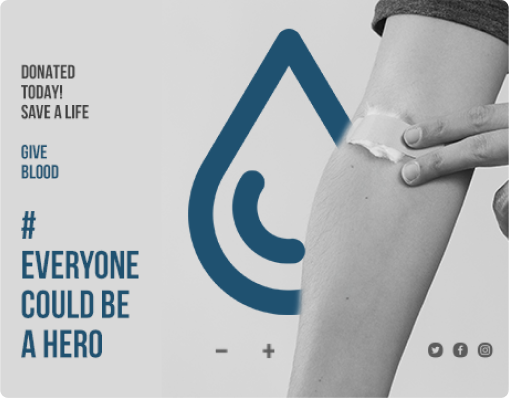 DONATED
TODAY!
SAVE A LIFE
GIVE
BLOOD
#
EVERYONE
COULD BE
A HERO
- +